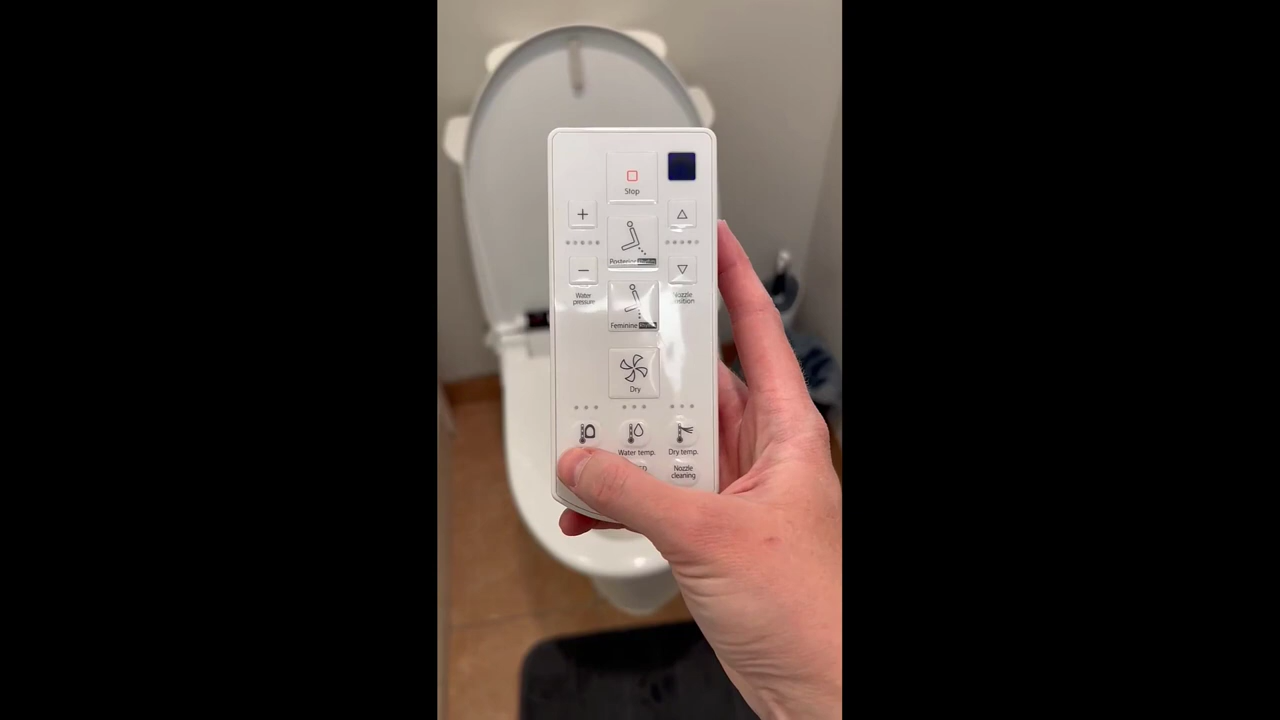 Stop
+
Posterior
−
Water
pressure
Nozzle
position
Feminine
Dry
Water temp.
Dry temp.
Nozzle
cleaning